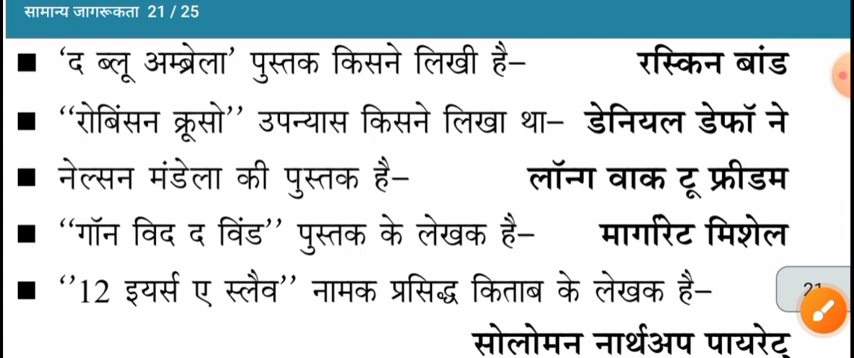 सामान्य जागरूकता 21 / 25
■ ‘द ब्लू अम्ब्रेला’ पुस्तक किसने लिखी है– रस्किन बांड
■ ‘‘रोबिंसन क्रूसो’’ उपन्यास किसने लिखा था– डेनियल डेफॉ ने
■ नेल्सन मंडेला की पुस्तक है– लॉन्ग वाक टू फ्रीडम
■ ‘‘गॉन विद द विंड’’ पुस्तक के लेखक है– मार्गारेट मिशेल
■ ‘’12 इयर्स ए स्लैव’’ नामक प्रसिद्ध किताब के लेखक है–
सोलोमन नार्थअप पायरेट